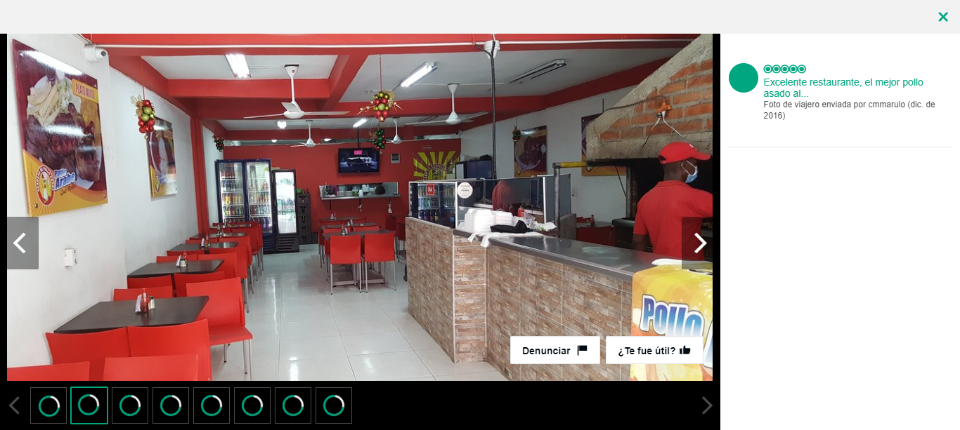 Excelente restaurante, el mejor pollo
asado al...
Foto de viajero enviada por cmmarulo (dic. de
2016)
Pollo
Denunciar
¿Te fue útil?